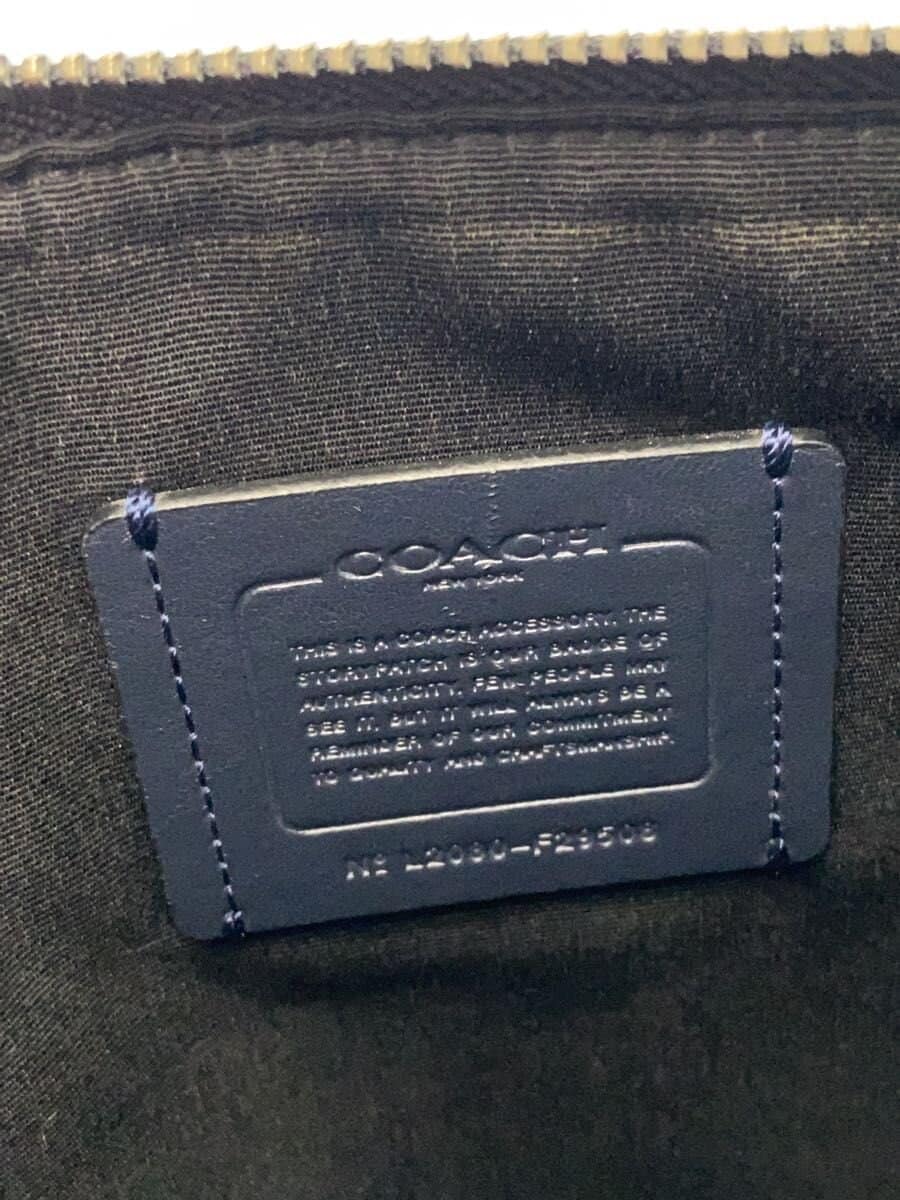 COACH
NEW YORK
THIS IS A COACH ACCESSORY. THE
STORYPATCH IS OUR BADGE OF
AUTHENTICITY. FEW PEOPLE MAY
SEE IT, BUT IT WILL ALWAYS BE A
REMINDER OF OUR COMMITMENT
TO QUALITY AND CRAFTSMANSHIP.
Nº L2080-F29508